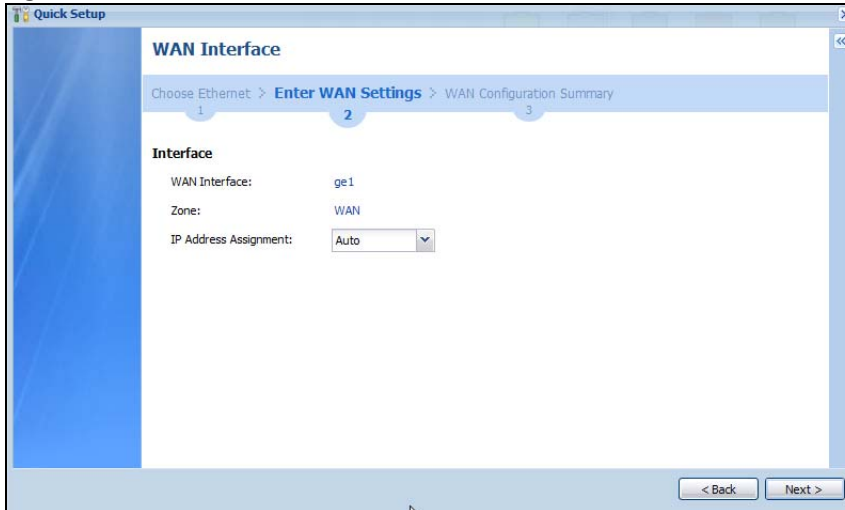 Quick Setup
WAN Interface
Choose Ethernet > Enter WAN Settings > WAN Configuration Summary
1 2 3
Interface
WAN Interface: ge1
Zone: WAN
IP Address Assignment: Auto
< Back Next >